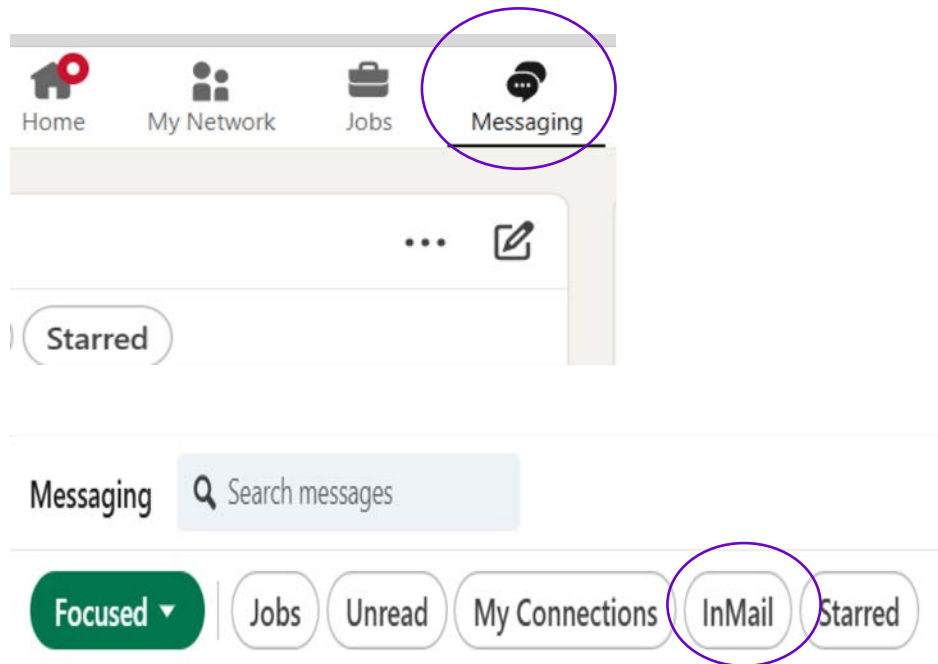 Home My Network Jobs Messaging
Starred
Messaging Search messages
Focused Jobs Unread My Connections InMail Starred